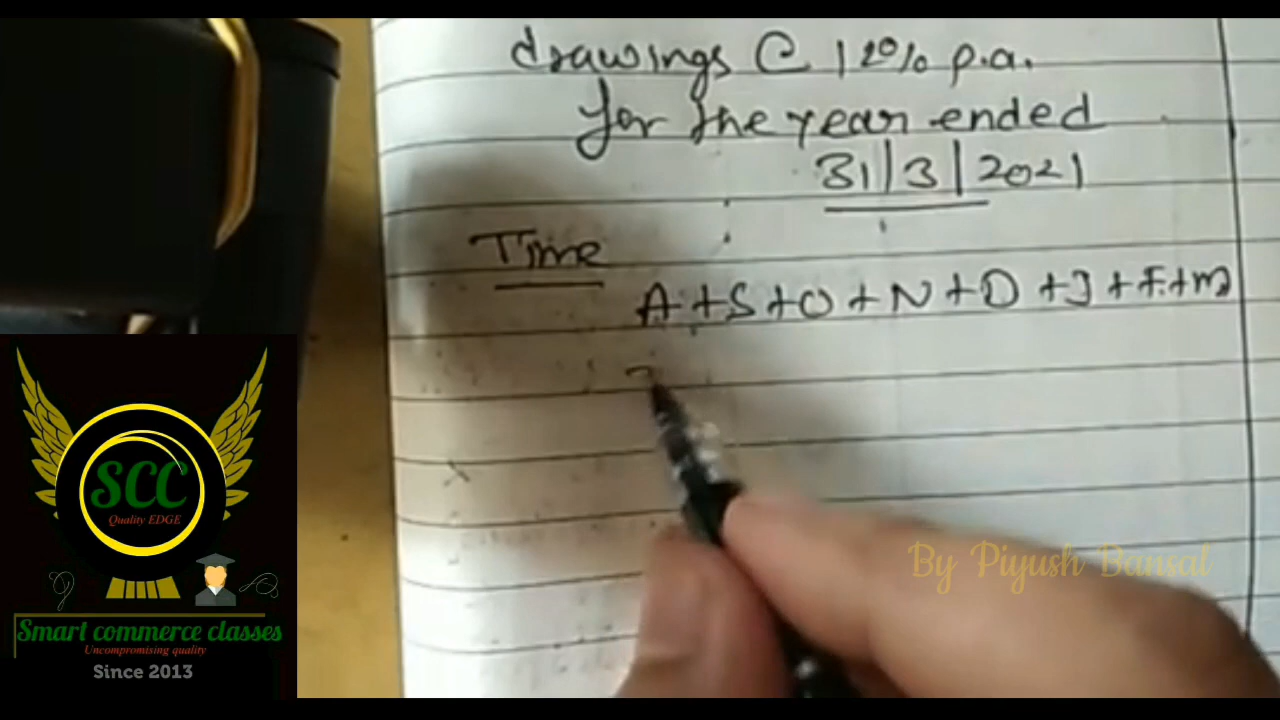 drawings @ 12% p.a.
for the year ended
31/3/2021
Time
A+S+O+N+D+J+F+M
SCC
Quality EDGE
Smart commerce classes
Uncompromising quality
Since 2013
By Piyush Bansal